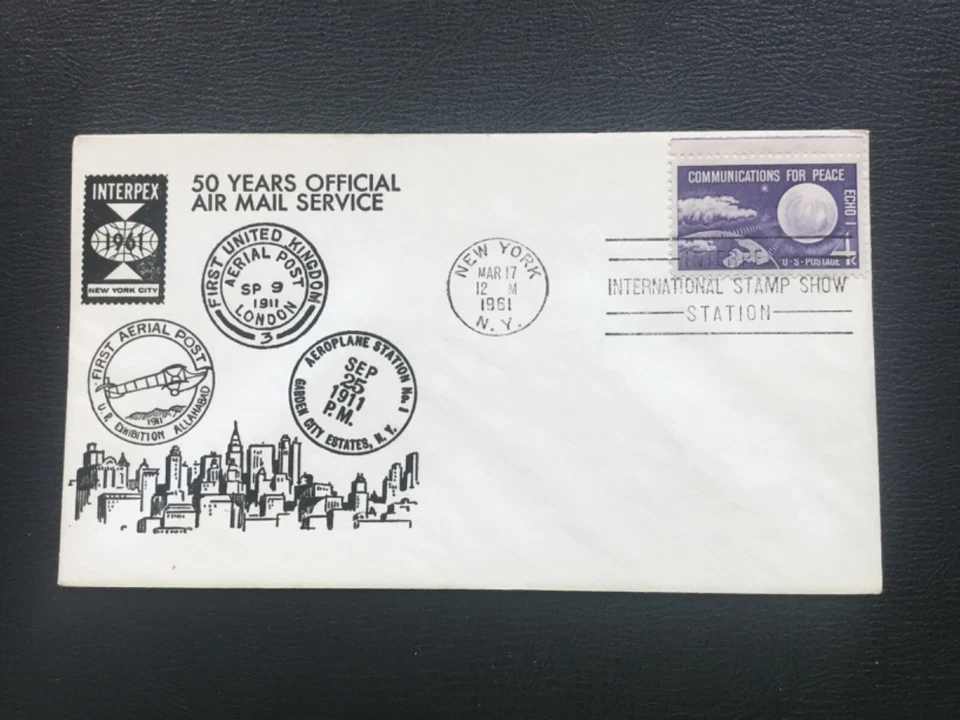 INTERPEX
1961
NEW YORK CITY
50 YEARS OFFICIAL
AIR MAIL SERVICE
FIRST UNITED KINGDOM
AERIAL POST
SP 9
1911
LONDON
3
FIRST AERIAL POST
1911
U.P. EXHIBITION ALLAHABAD
AEROPLANE STATION No. 1
SEP
25
1911
P.M.
GARDEN CITY ESTATES, N.Y.
NEW YORK
MAR 17
12 M
1961
N.Y.
COMMUNICATIONS FOR PEACE
ECHO I
4¢
U·S·POSTAGE
INTERNATIONAL STAMP SHOW
STATION